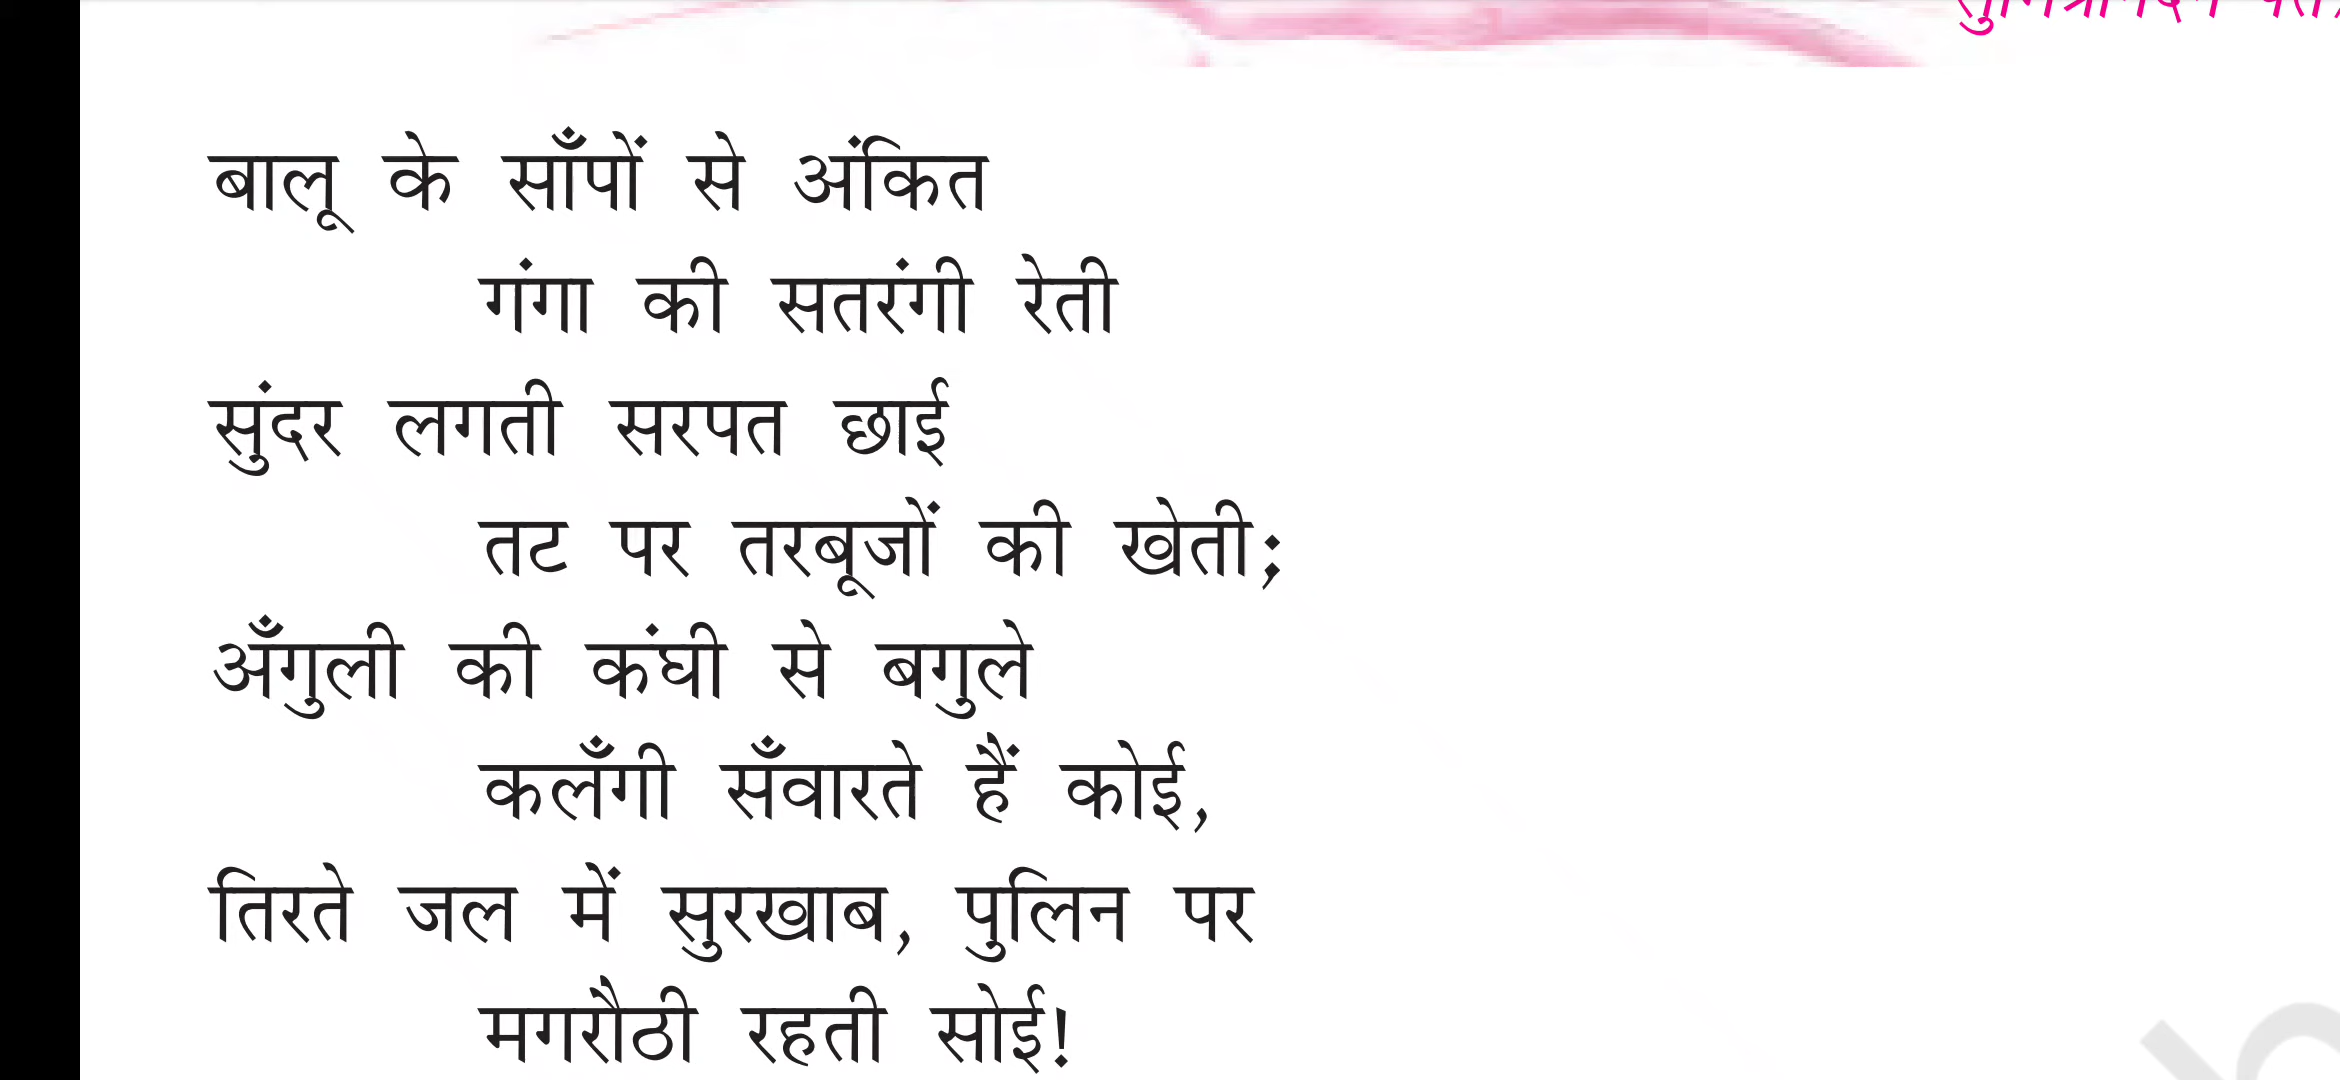 बालू के साँपों से अंकित
गंगा की सतरंगी रेती
सुंदर लगती सरपत छाई
तट पर तरबूजों की खेती;
अँगुली की कंघी से बगुले
कलँगी सँवारते हैं कोई,
तिरते जल में सुरखाब, पुलिन पर
मगरौठी रहती सोई!